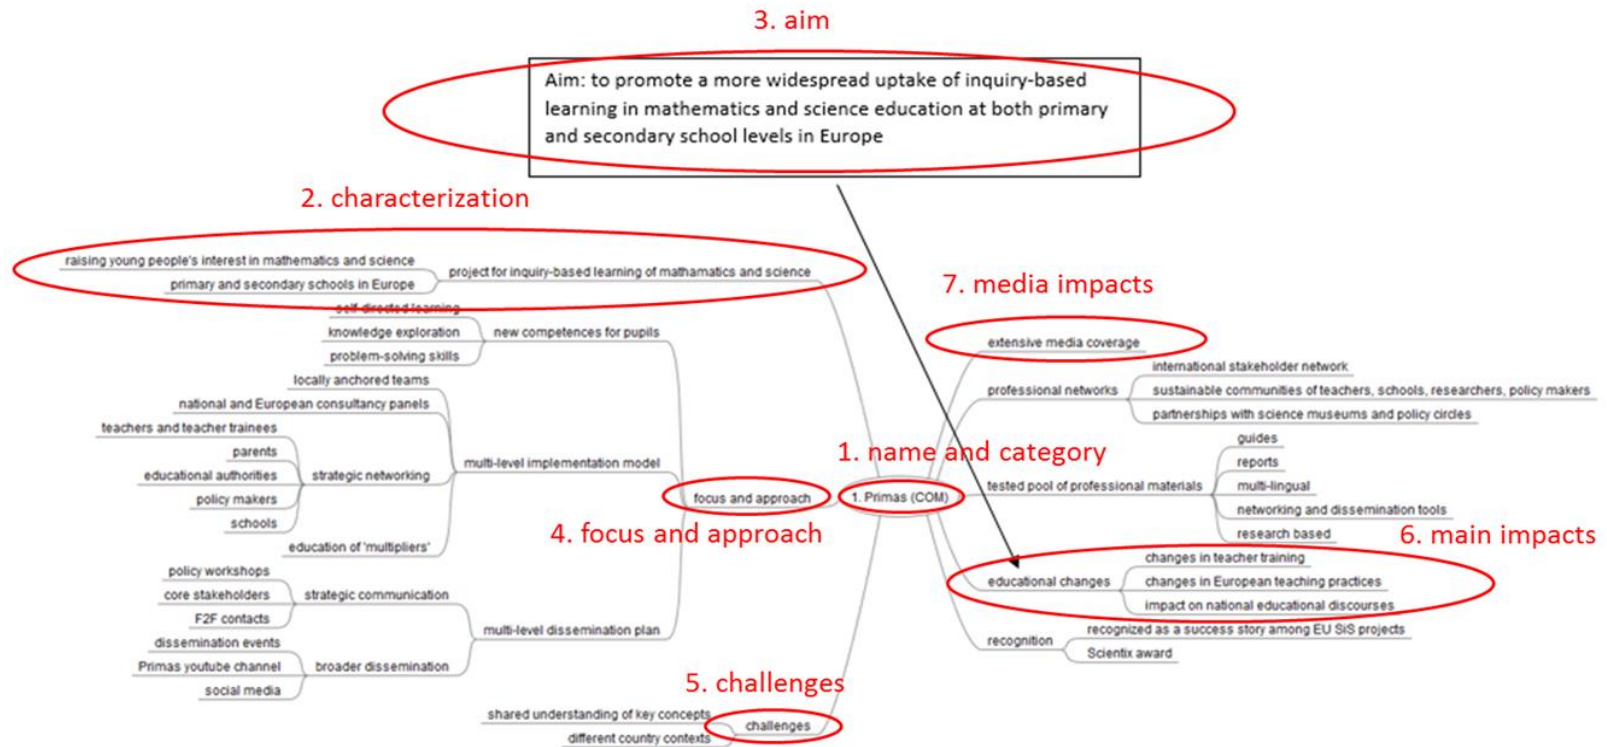 3. aim
Aim: to promote a more widespread uptake of inquiry-based
learning in mathematics and science education at both primary
and secondary school levels in Europe
2. characterization
raising young people's interest in mathematics and science
primary and secondary schools in Europe
project for inquiry-based learning of mathamatics and science
self-directed learning
knowledge exploration
problem-solving skills
new competences for pupils
locally anchored teams
national and European consultancy panels
teachers and teacher trainees
parents
educational authorities
policy makers
schools
strategic networking
education of 'multipliers'
multi-level implementation model
policy workshops
core stakeholders
F2F contacts
strategic communication
dissemination events
Primas youtube channel
social media
broader dissemination
multi-level dissemination plan
focus and approach
4. focus and approach
5. challenges
shared understanding of key concepts
different country contexts
challenges
1. name and category
1. Primas (COM)
7. media impacts
extensive media coverage
professional networks
international stakeholder network
sustainable communities of teachers, schools, researchers, policy makers
partnerships with science museums and policy circles
tested pool of professional materials
guides
reports
multi-lingual
networking and dissemination tools
research based
6. main impacts
educational changes
changes in teacher training
changes in European teaching practices
impact on national educational discourses
recognition
recognized as a success story among EU SiS projects
Scientix award